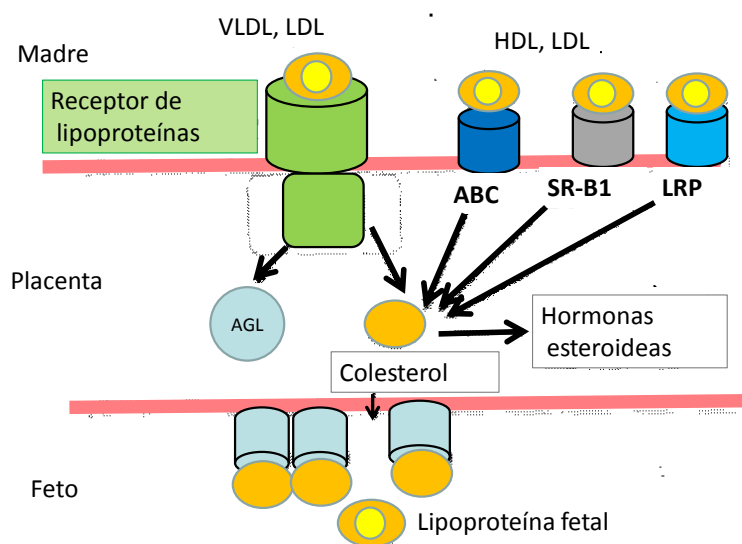 VLDL, LDL
HDL, LDL
Madre
Receptor de
lipoproteínas
ABC
SR-B1
LRP
Placenta
AGL
Hormonas
esteroideas
Colesterol
Feto
Lipoproteína fetal